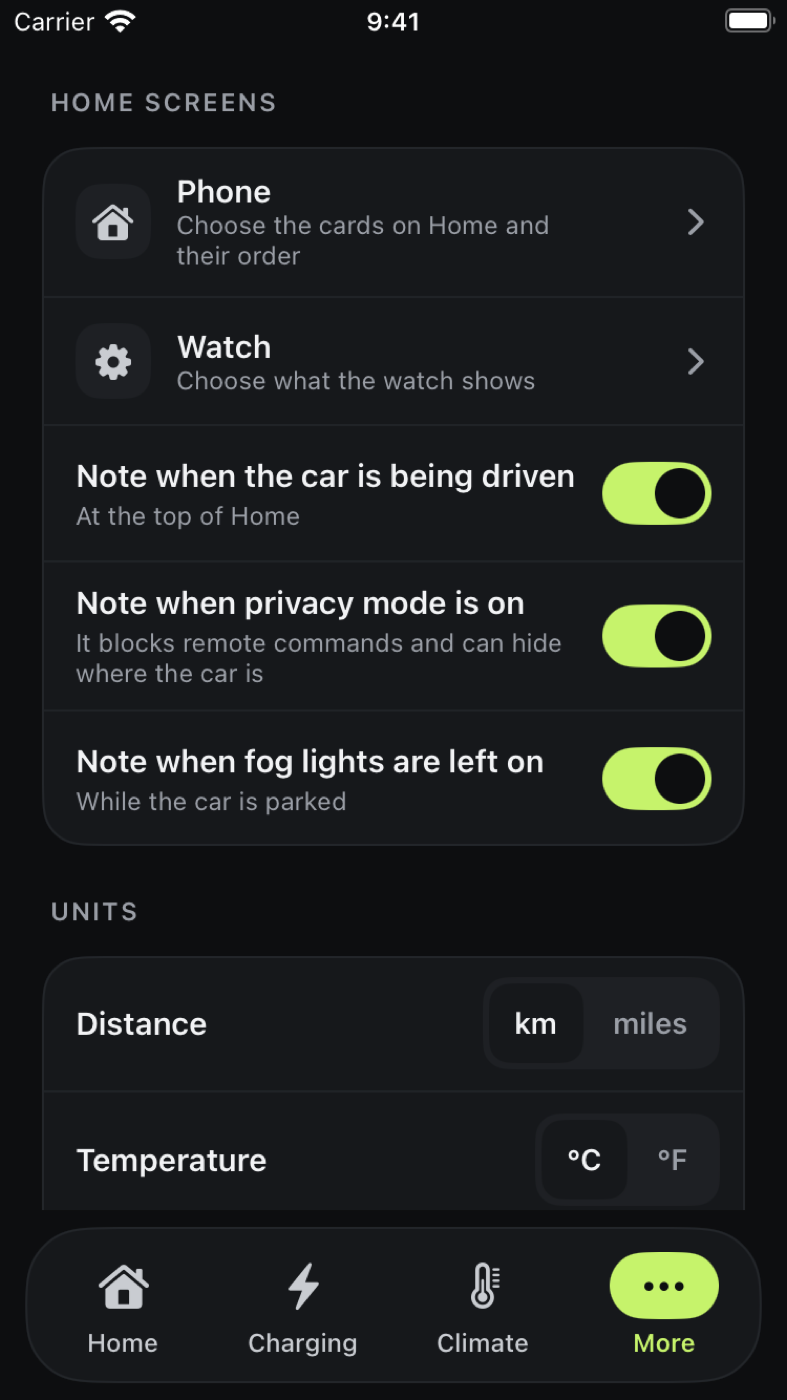 Carrier 9:41
HOME SCREENS
Phone
Choose the cards on Home and
their order
Watch
Choose what the watch shows
Note when the car is being driven
At the top of Home
Note when privacy mode is on
It blocks remote commands and can hide
where the car is
Note when fog lights are left on
While the car is parked
UNITS
Distance km miles
Temperature °C °F
Home Charging Climate More